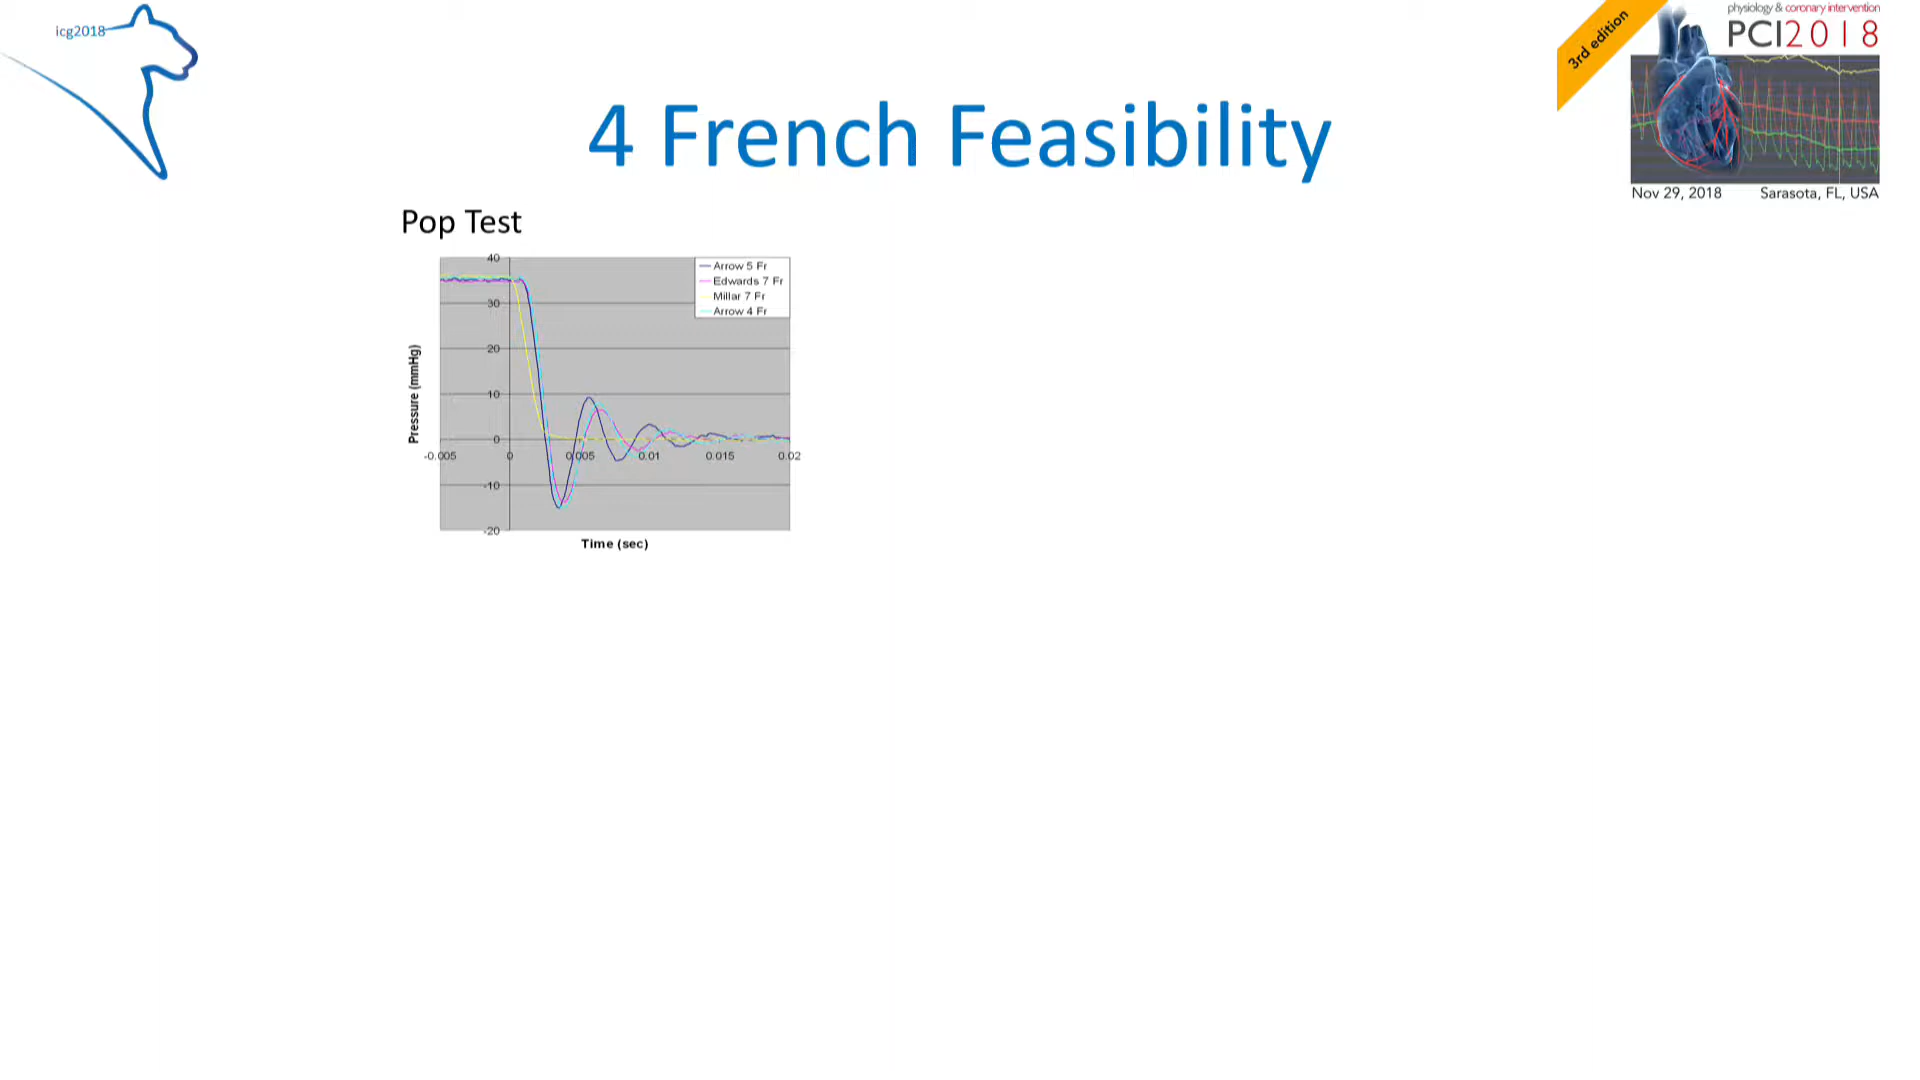 icg2018
3rd edition
physiology & coronary intervention
PCI2018
Nov 29, 2018 Sarasota, FL, USA
4 French Feasibility
Pop Test
Arrow 5 Fr
Edwards 7 Fr
Millar 7 Fr
Arrow 4 Fr
Pressure (mmHg)
40
30
20
10
0
-10
-20
-0.005 0 0.005 0.01 0.015 0.02
Time (sec)